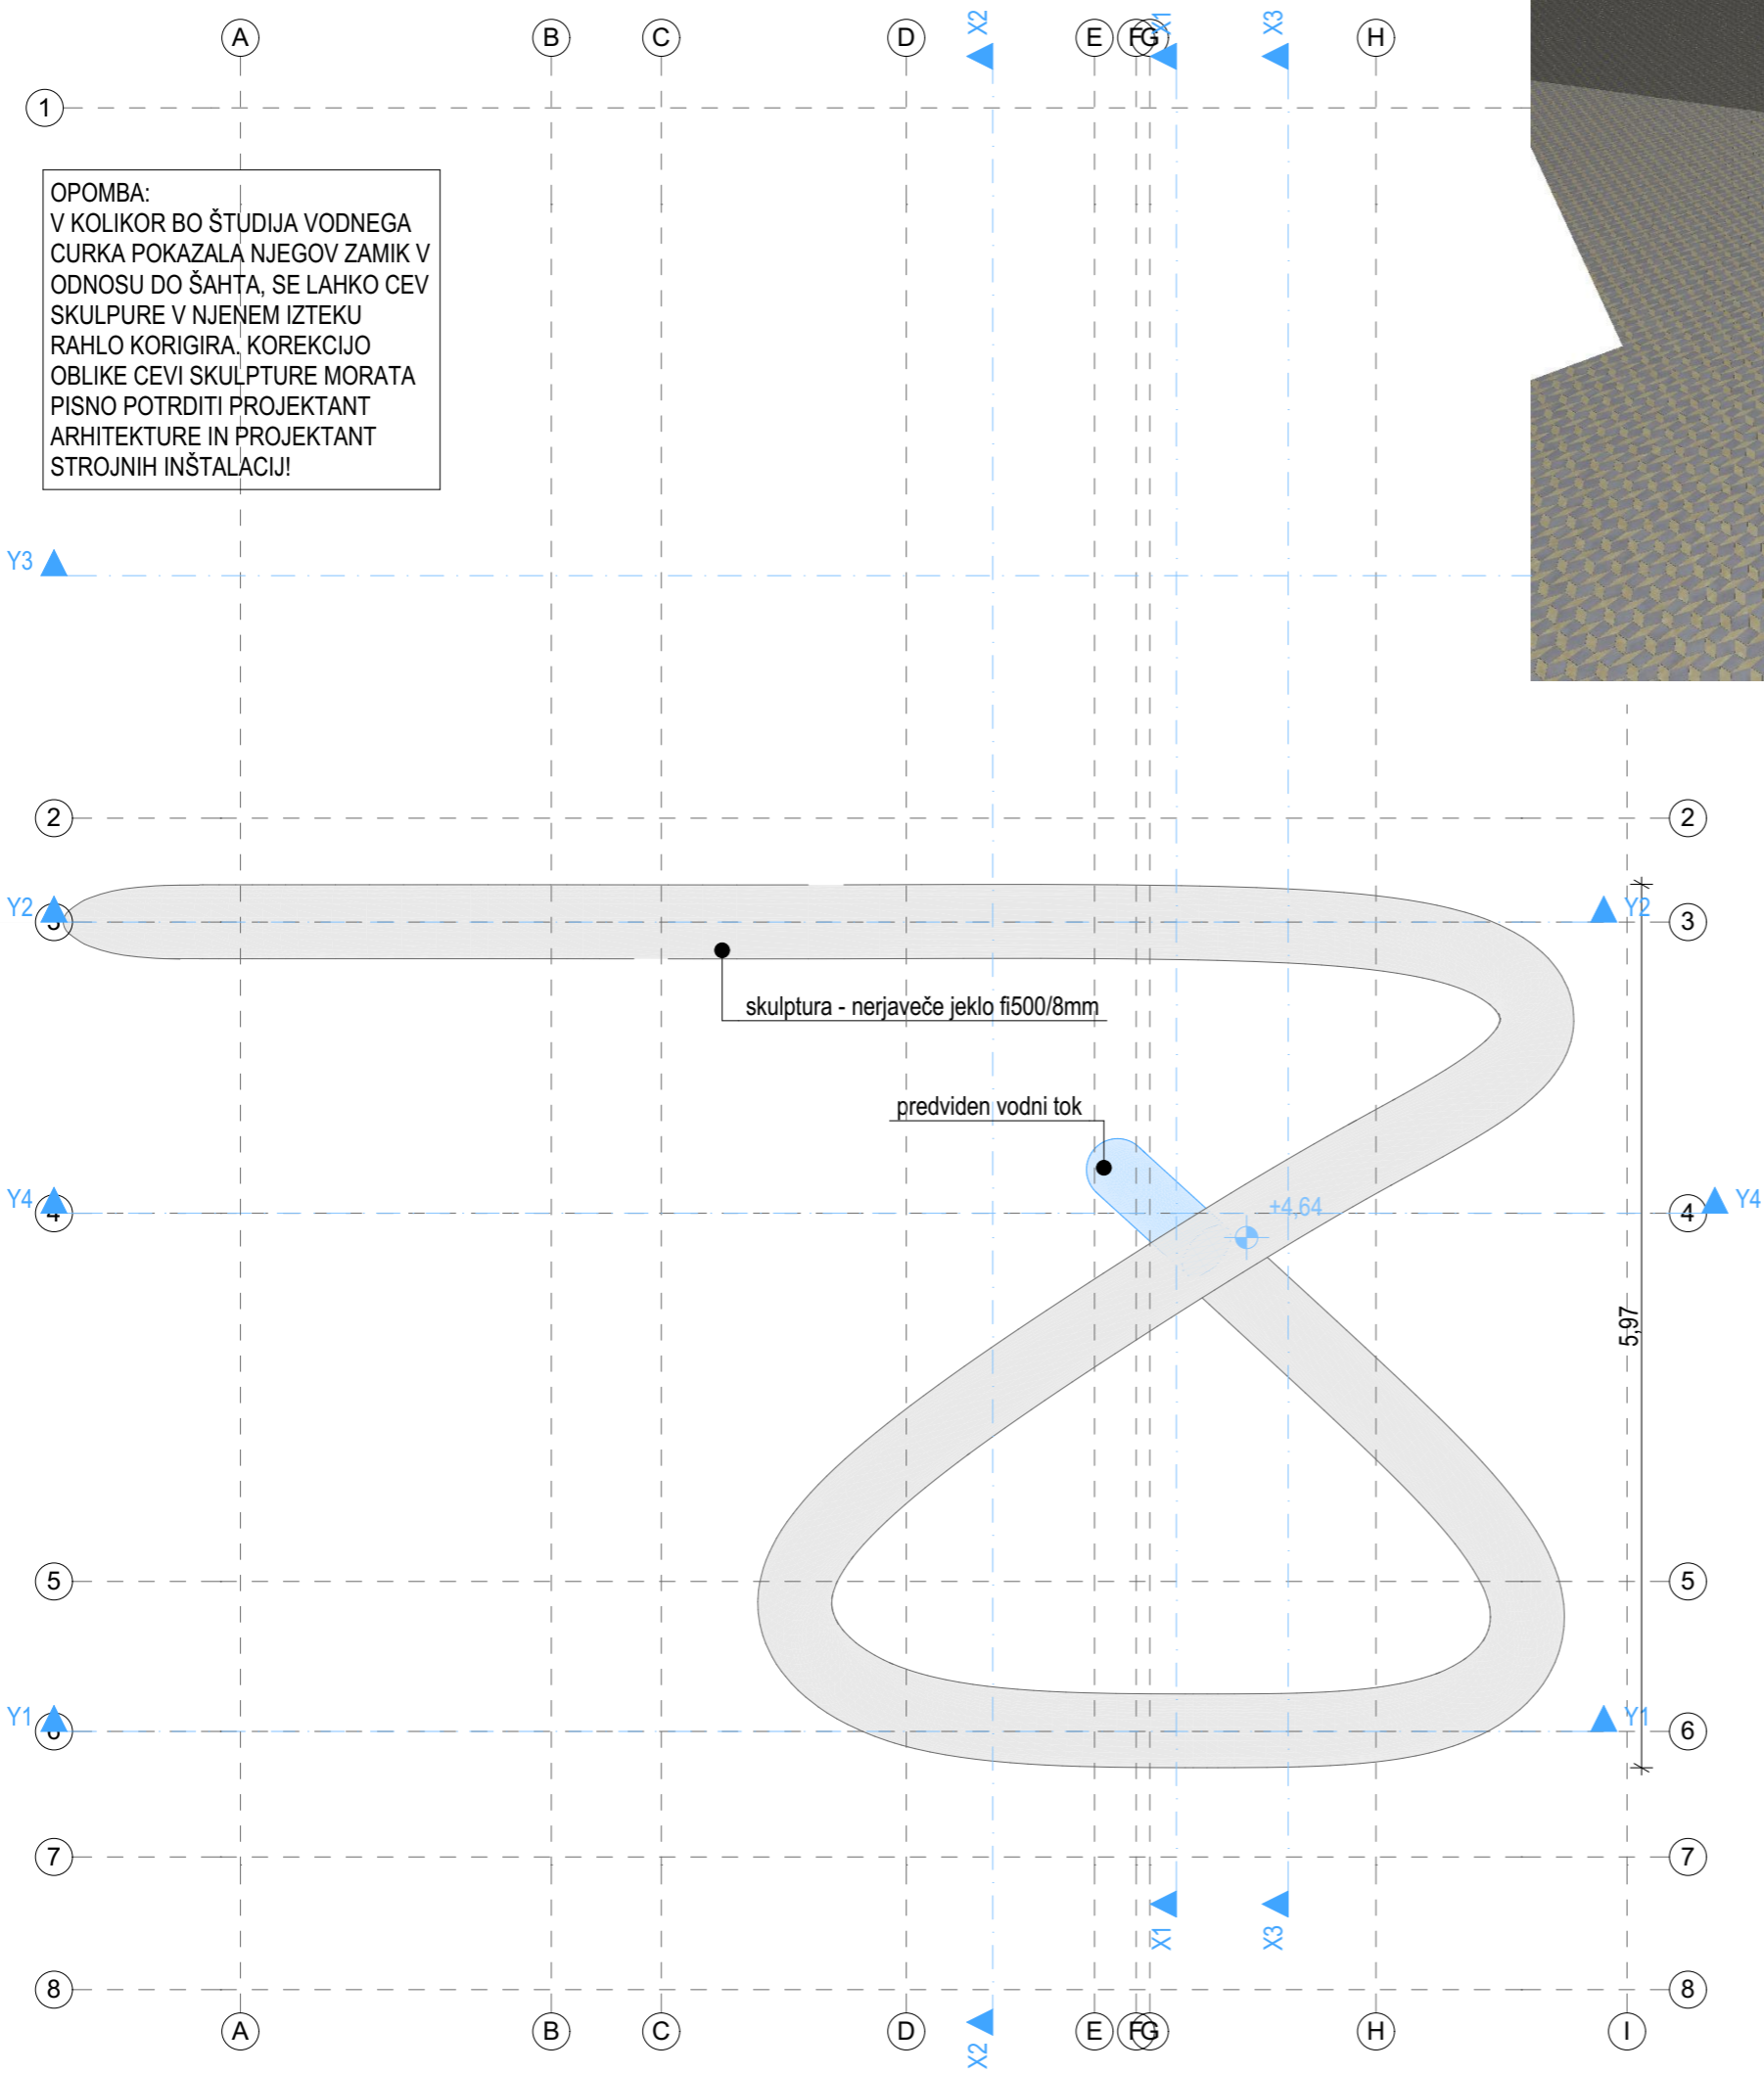 A B C D X2 E F G X1 X3 H
1
OPOMBA:
V KOLIKOR BO ŠTUDIJA VODNEGA
CURKA POKAZALA NJEGOV ZAMIK V
ODNOSU DO ŠAHTA, SE LAHKO CEV
SKULPURE V NJENEM IZTEKU
RAHLO KORIGIRA. KOREKCIJO
OBLIKE CEVI SKULPTURE MORATA
PISNO POTRDITI PROJEKTANT
ARHITEKTURE IN PROJEKTANT
STROJNIH INŠTALACIJ!
Y3
2 2
Y2 3 Y2 3
skulptura - nerjaveče jeklo fi500/8mm
predviden vodni tok
Y4 4 +4,64 4 Y4
5,97
5 5
Y1 6 Y1 6
7 7
X1 X3
8 8
A B C D X2 E F G H I